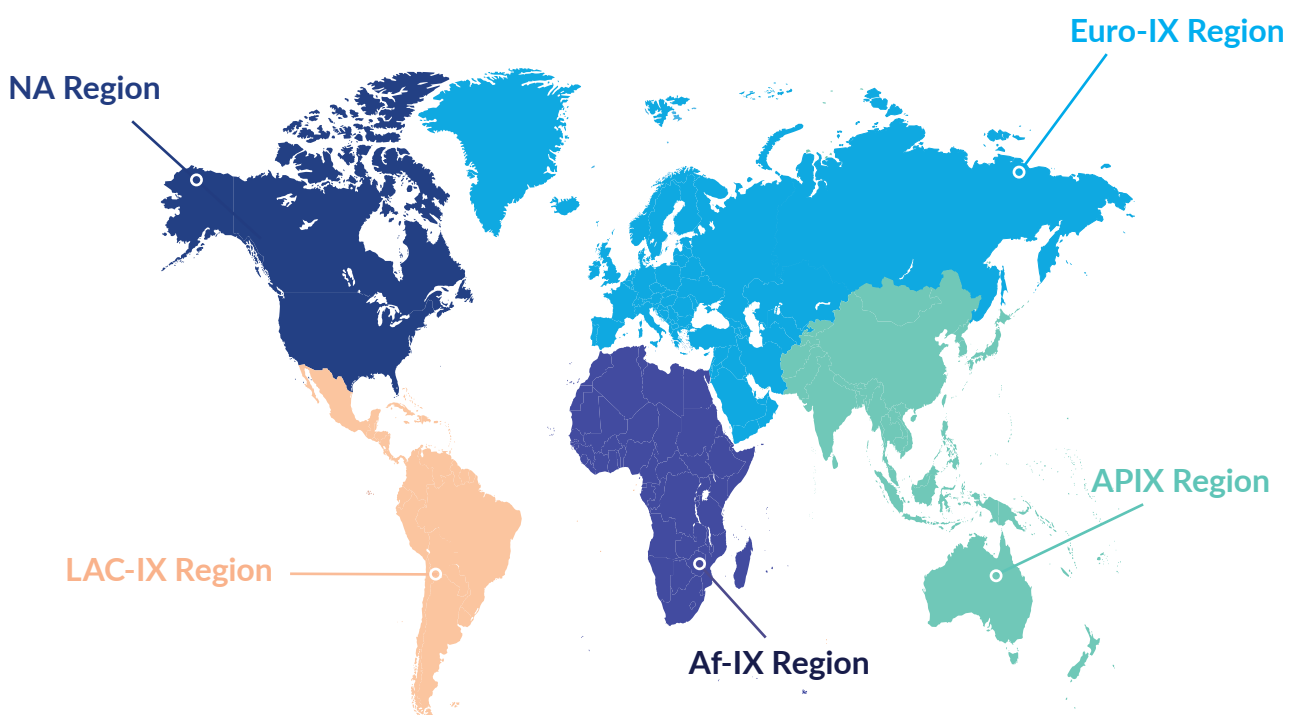 Euro-IX Region
NA Region
APIX Region
LAC-IX Region
Af-IX Region